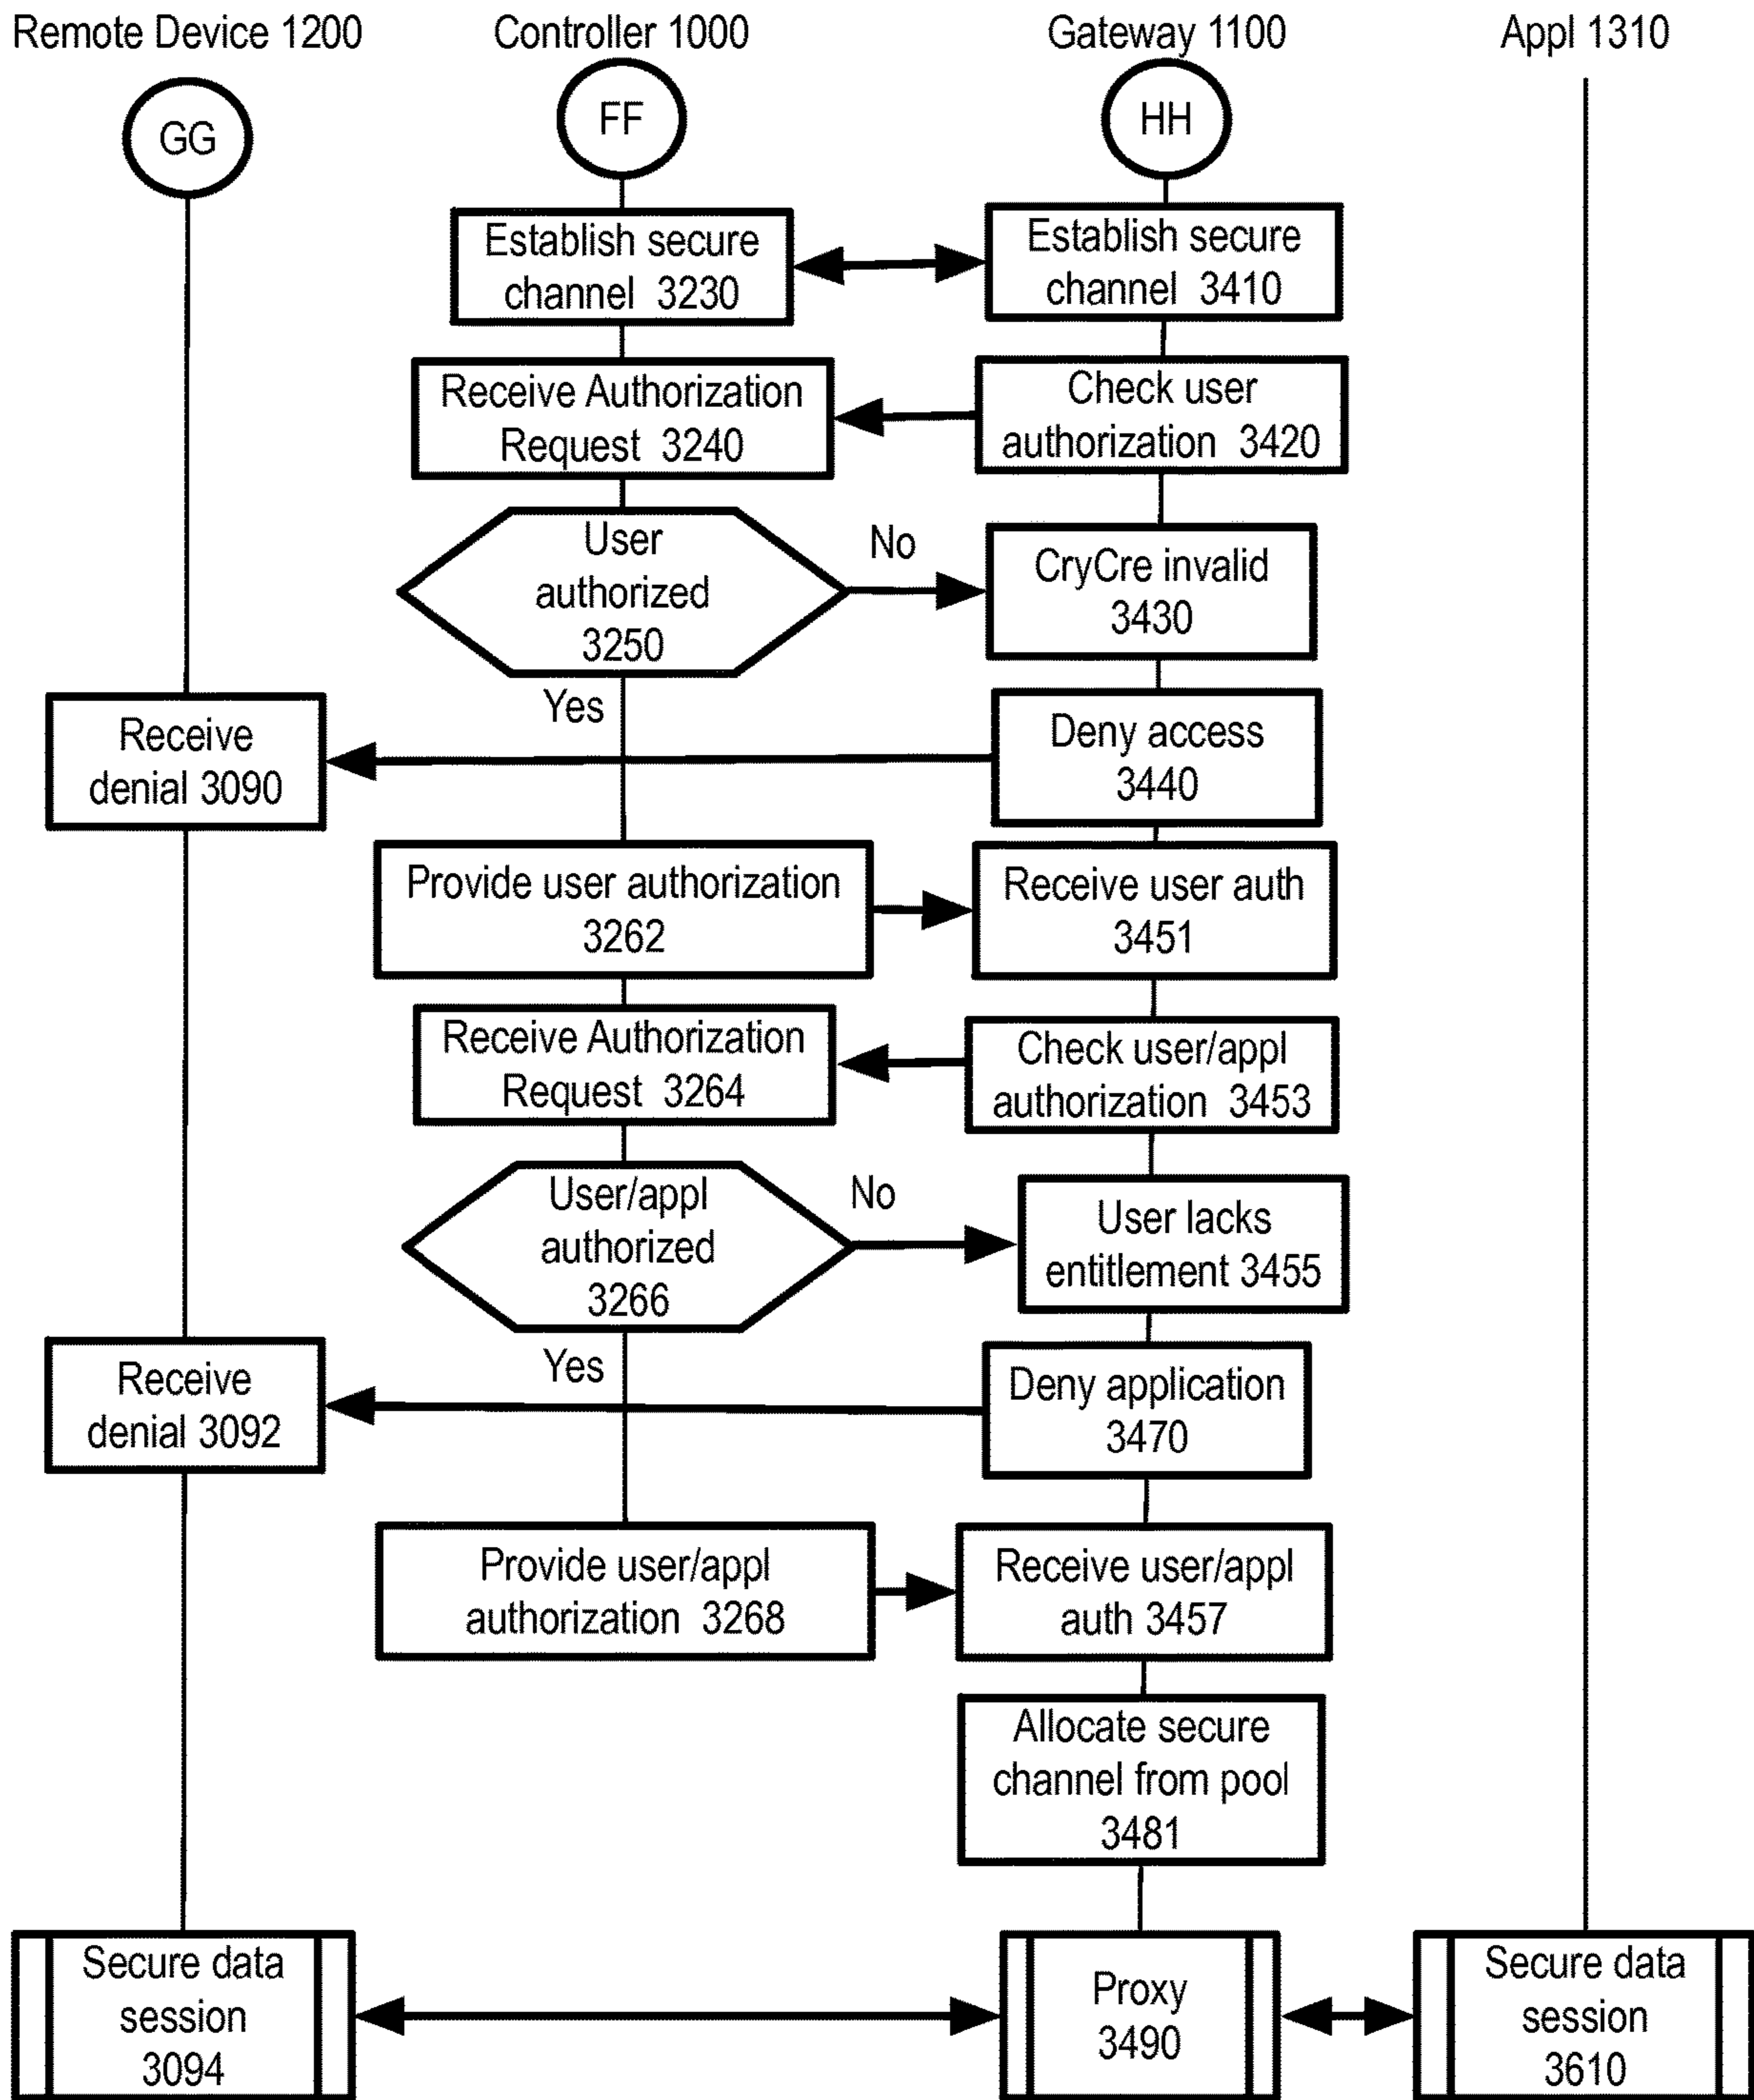 Remote Device 1200
Controller 1000
Gateway 1100
Appl 1310
GG
FF
HH
Establish secure
channel 3230
Establish secure
channel 3410
Receive Authorization
Request 3240
Check user
authorization 3420
User
authorized
3250
No
CryCre invalid
3430
Yes
Receive
denial 3090
Deny access
3440
Provide user authorization
3262
Receive user auth
3451
Receive Authorization
Request 3264
Check user/appl
authorization 3453
User/appl
authorized
3266
No
User lacks
entitlement 3455
Yes
Receive
denial 3092
Deny application
3470
Provide user/appl
authorization 3268
Receive user/appl
auth 3457
Allocate secure
channel from pool
3481
Secure data
session
3094
Proxy
3490
Secure data
session
3610